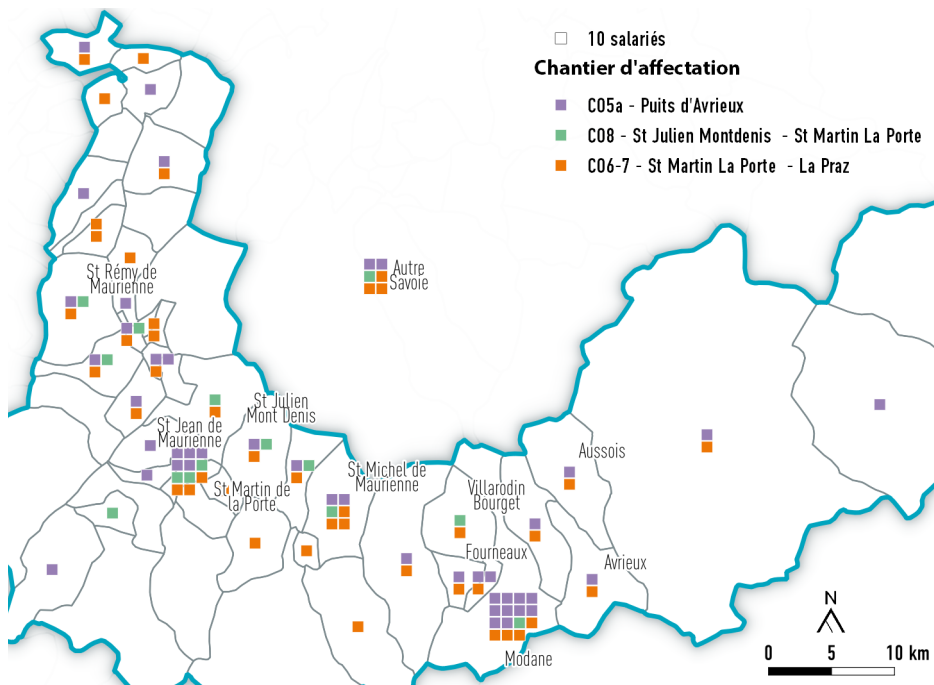 10 salariés
Chantier d'affectation
C05a - Puits d'Avrieux
C08 - St Julien Montdenis - St Martin La Porte
C06-7 - St Martin La Porte - La Praz
Autre
Savoie
St Rémy de
Maurienne
St Julien
Mont Denis
St Jean de
Maurienne
St Martin de
la Porte
St Michel de
Maurienne
Villarodin
Bourget
Aussois
Fourneaux
Avrieux
Modane
N
0 5 10 km